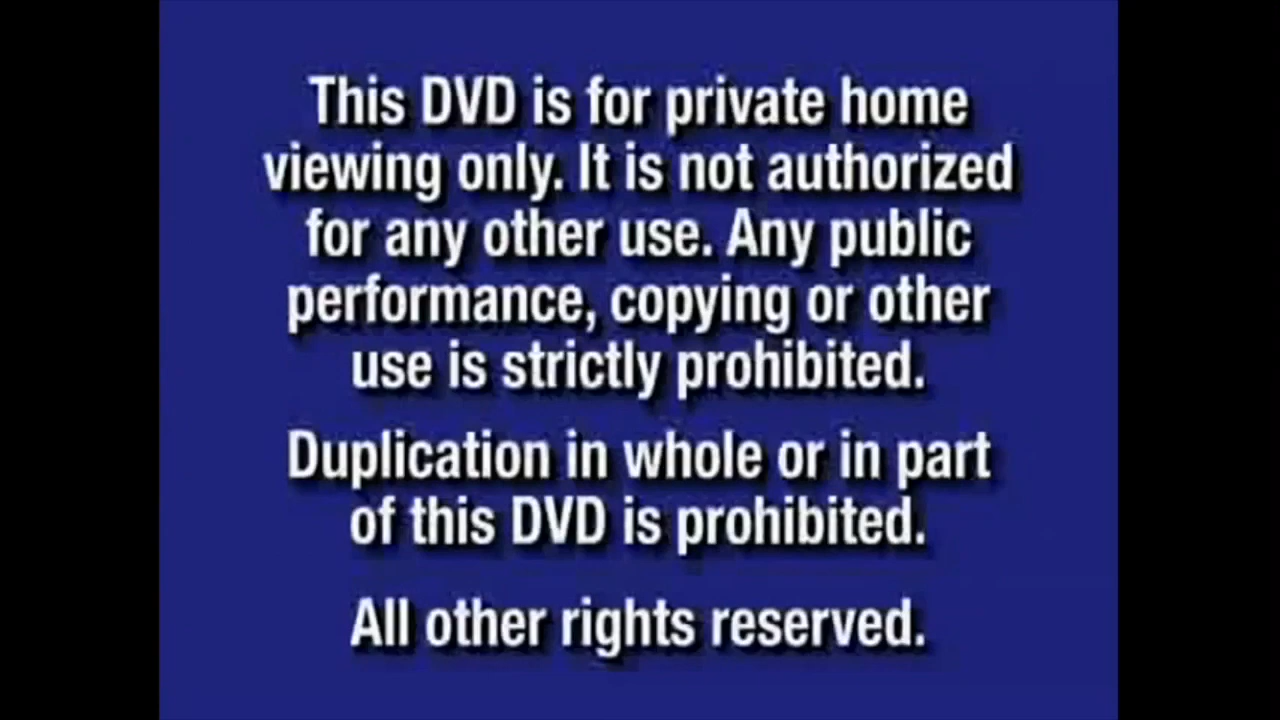 This DVD is for private home
viewing only. It is not authorized
for any other use. Any public
performance, copying or other
use is strictly prohibited.
Duplication in whole or in part
of this DVD is prohibited.
All other rights reserved.